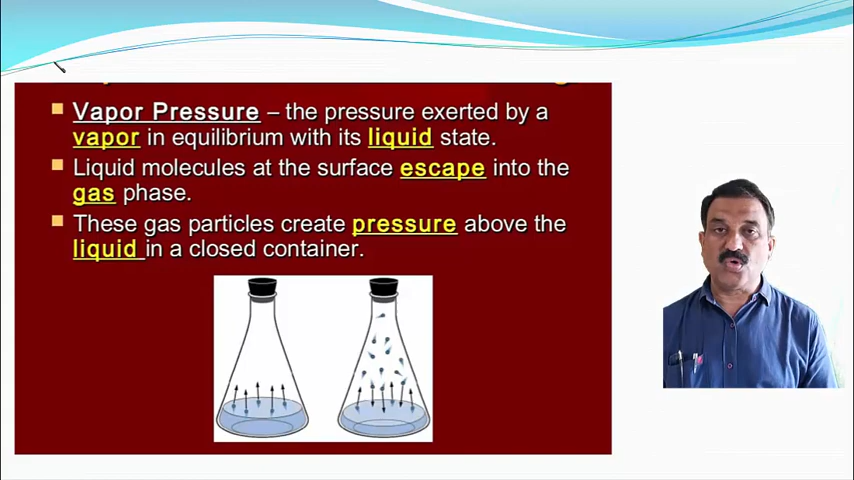 Vapor Pressure – the pressure exerted by a
vapor in equilibrium with its liquid state.
Liquid molecules at the surface escape into the
gas phase.
These gas particles create pressure above the
liquid in a closed container.